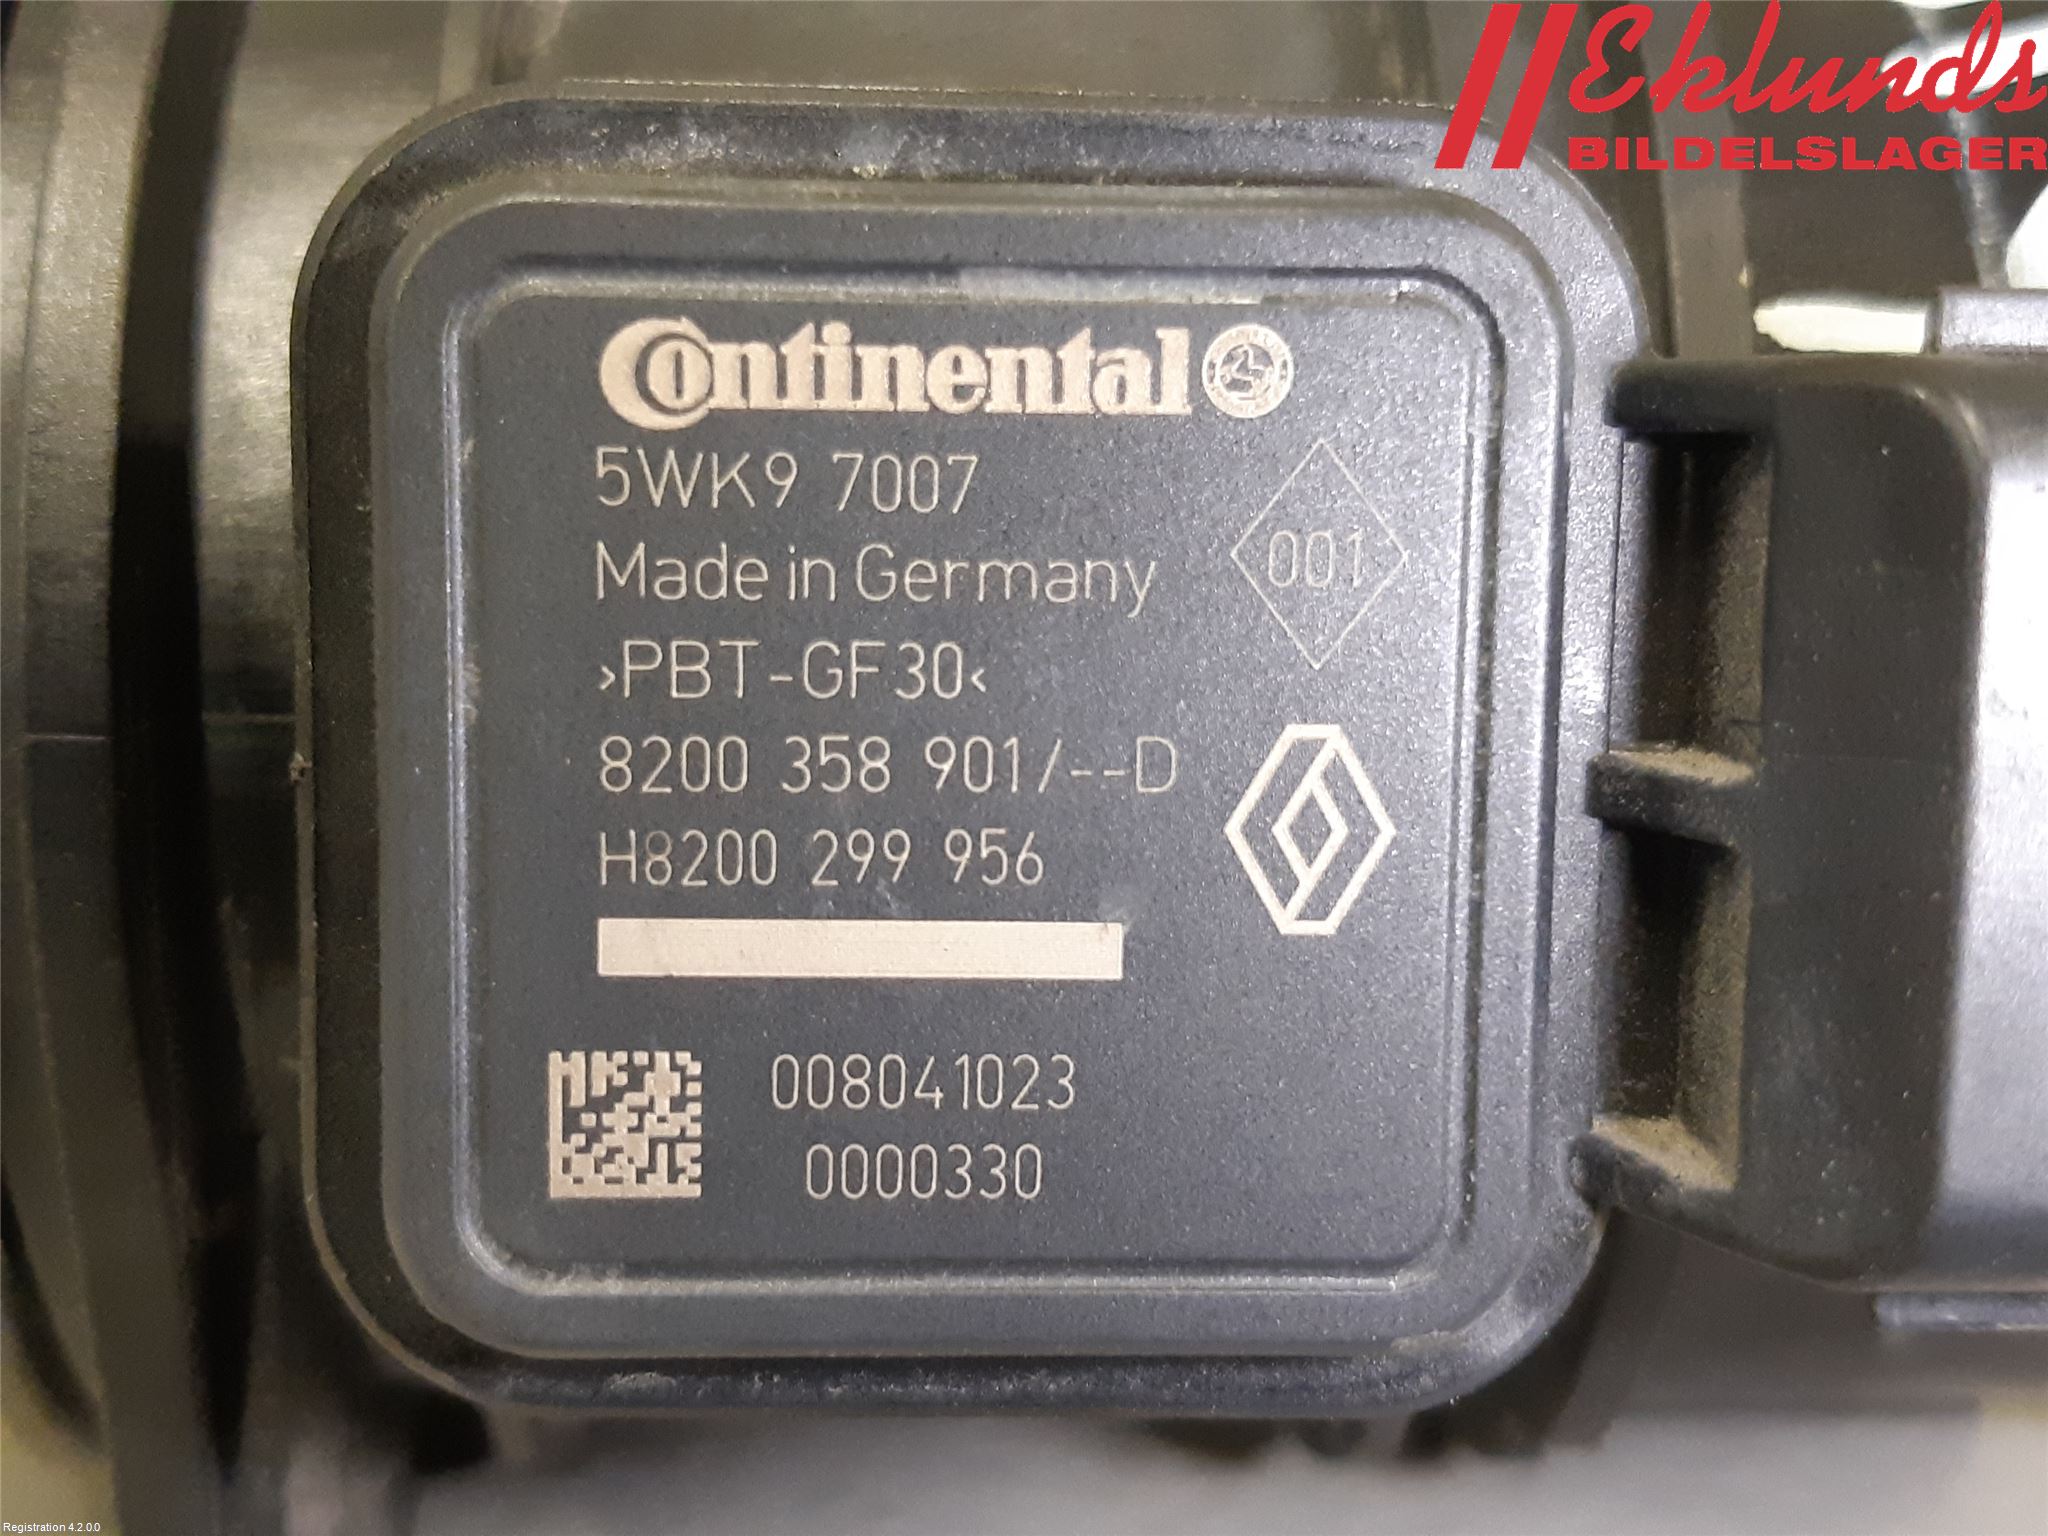 Eklunds
BILDELSLAGER
Continental
5WK9 7007
Made in Germany
001
>PBT-GF30<
8200 358 901/--D
H8200 299 956
008041023
0000330
Registration 4.2.0.0